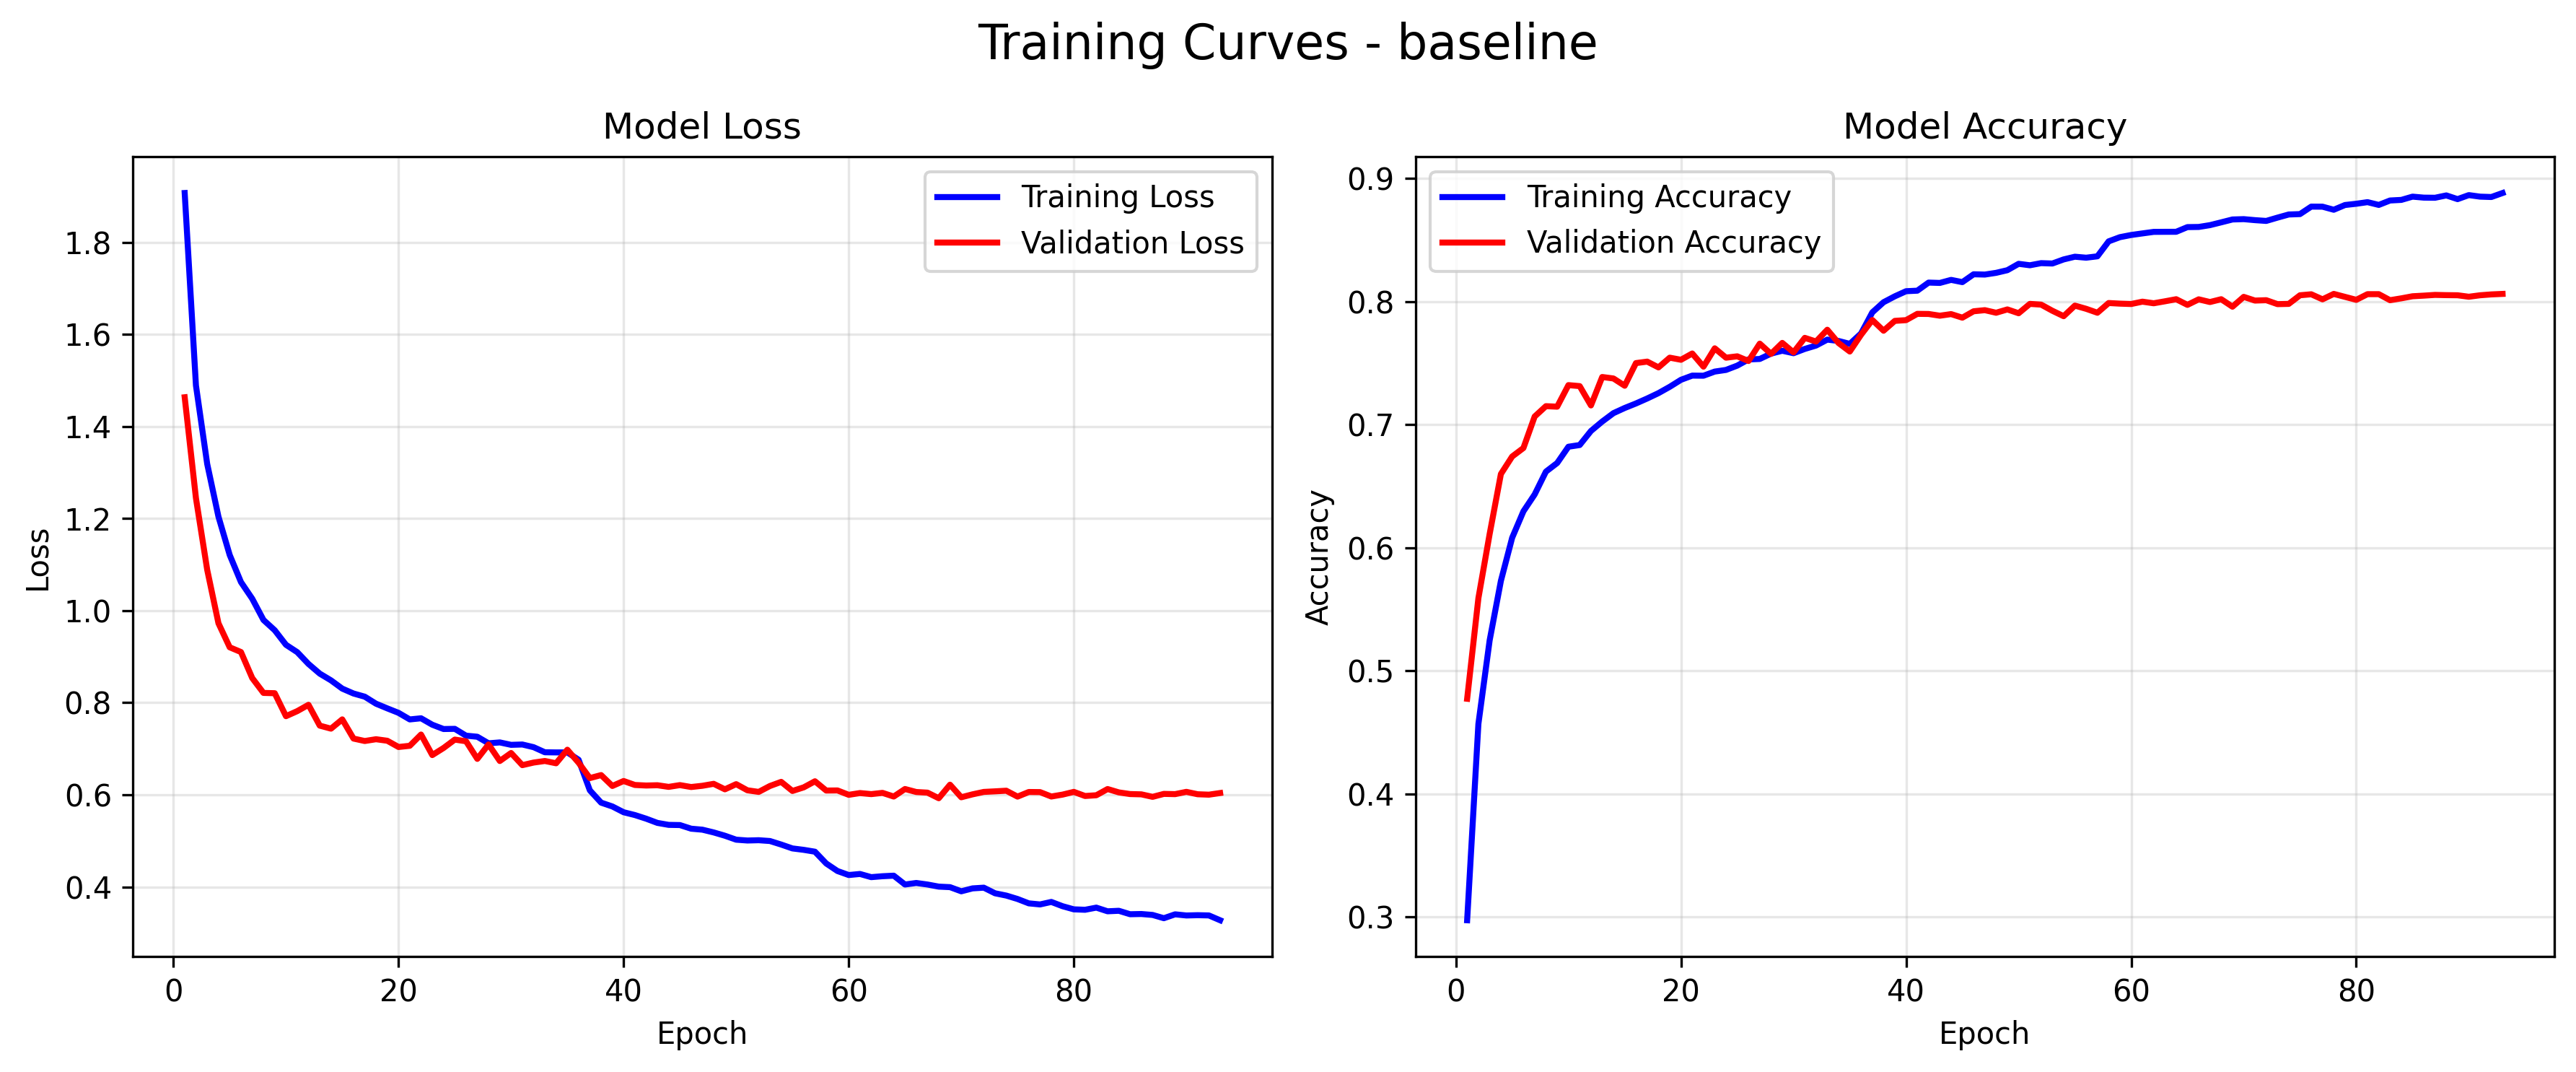 Training Curves - baseline
Model Loss
Training Loss
Validation Loss
1.8
1.6
1.4
1.2
1.0
0.8
0.6
0.4
Loss
0 20 40 60 80
Epoch
Model Accuracy
Training Accuracy
Validation Accuracy
0.9
0.8
0.7
0.6
0.5
0.4
0.3
Accuracy
0 20 40 60 80
Epoch